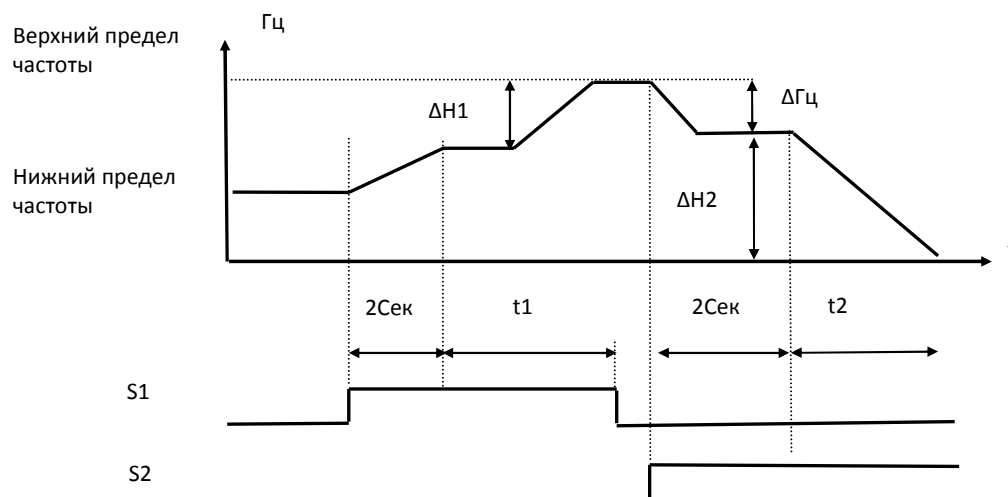 Гц
Верхний предел
частоты
ΔH1
ΔГц
Нижний предел
частоты
ΔH2
2Сек
t1
2Сек
t2
S1
S2